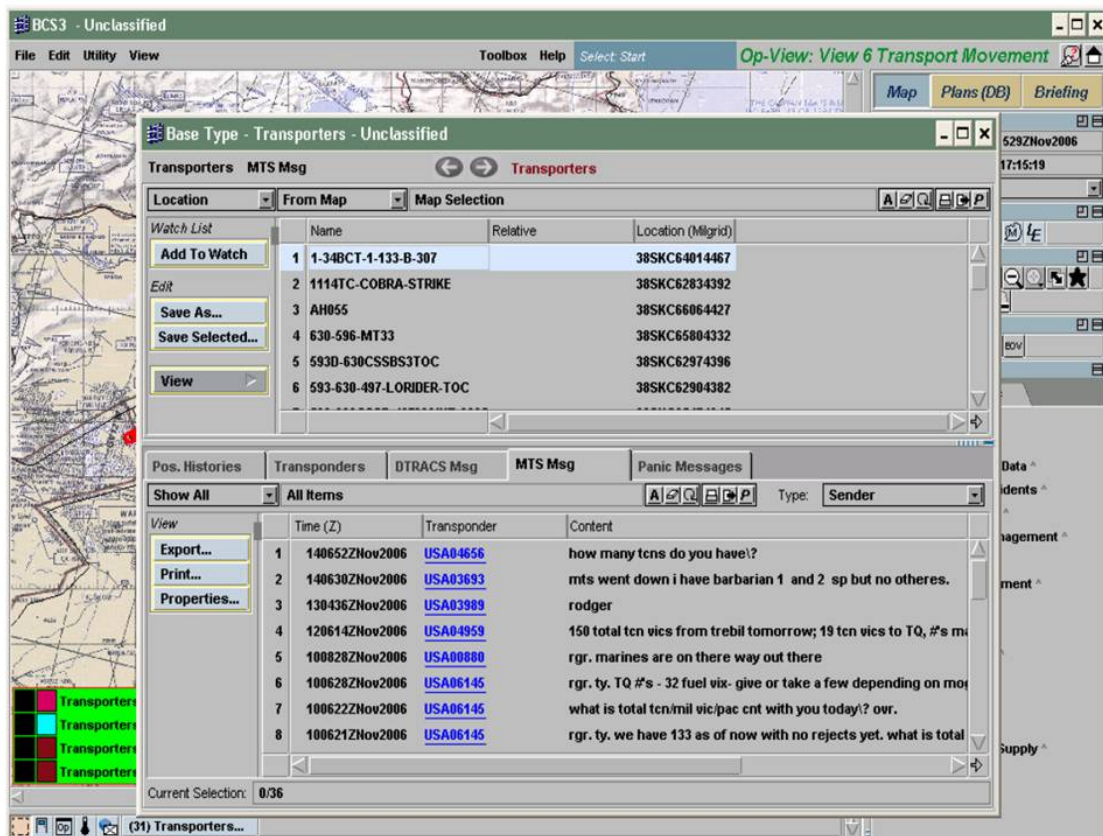 BCS3 - Unclassified
File Edit Utility View Toolbox Help Select: Start Op-View: View 6 Transport Movement
Map Plans (DB) Briefing
Base Type - Transporters - Unclassified
529ZNov2006
Transporters MTS Msg Transporters
17:15:19
Location From Map Map Selection A P
Watch List Name Relative Location (Milgrid)
Add To Watch 1 1-34BCT-1-133-B-307 38SKC64014467
2 1114TC-COBRA-STRIKE 38SKC62834392
Edit
Save As... 3 AH055 38SKC66064427
Save Selected... 4 630-596-MT33 38SKC65804332
5 593D-630CSSBS3TOC 38SKC62974396
View 6 593-630-497-LORIDER-TOC 38SKC62904382
EOV
Pos. Histories Transponders DTRACS Msg MTS Msg Panic Messages
Show All All Items A P Type: Sender
View Time (Z) Transponder Content
Export... 1 140652ZNov2006 USA04656 how many tcns do you have\?
Print... 2 140630ZNov2006 USA03693 mts went down i have barbarian 1 and 2 sp but no otheres.
Properties... 3 130436ZNov2006 USA03989 rodger
4 120614ZNov2006 USA04959 150 total tcn vics from trebil tomorrow; 19 tcn vics to TQ, #'s ma
5 100828ZNov2006 USA00880 rgr. marines are on there way out there
6 100628ZNov2006 USA06145 rgr. ty. TQ #'s - 32 fuel vix- give or take a few depending on mog
7 100622ZNov2006 USA06145 what is total tcn/mil vic/pac cnt with you today\? ovr.
8 100621ZNov2006 USA06145 rgr. ty. we have 133 as of now with no rejects yet. what is total
Current Selection: 0/36
Data
idents
nagement
ment
Supply
Transporters
Transporters
Transporters
Transporters
Op (31) Transporters...